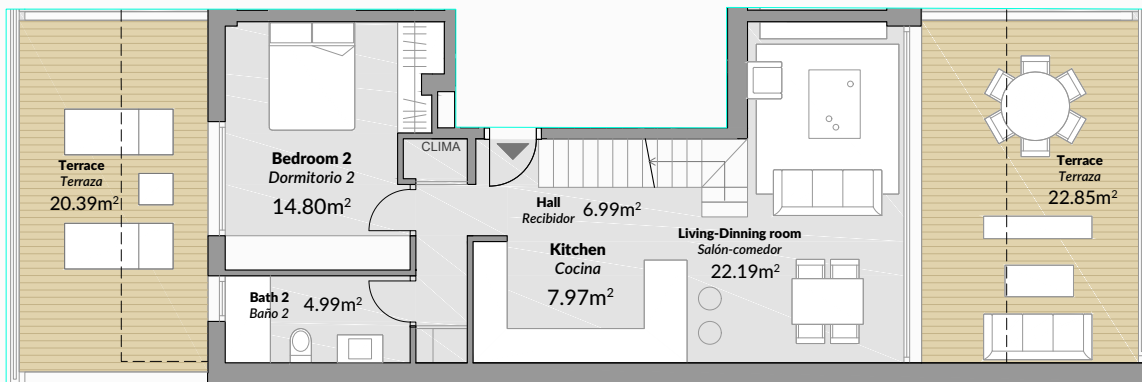 Terrace
Terraza
20.39m²
Bedroom 2
Dormitorio 2
14.80m²
Bath 2
Baño 2
4.99m²
CLIMA
Hall
Recibidor
6.99m²
Kitchen
Cocina
7.97m²
Living-Dinning room
Salón-comedor
22.19m²
Terrace
Terraza
22.85m²